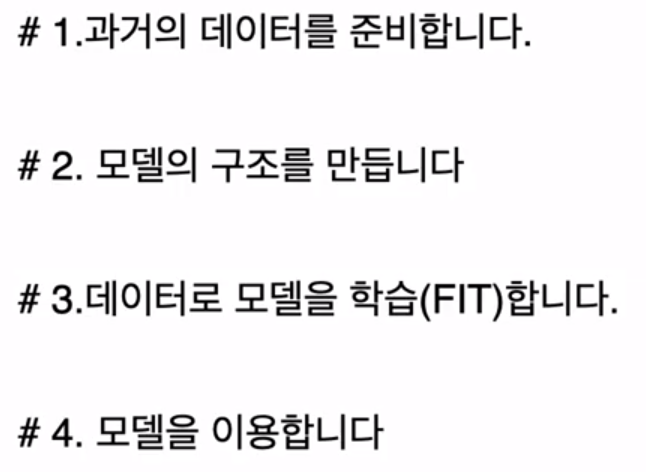 # 1.과거의 데이터를 준비합니다.
# 2. 모델의 구조를 만듭니다
# 3.데이터로 모델을 학습(FIT)합니다.
# 4. 모델을 이용합니다